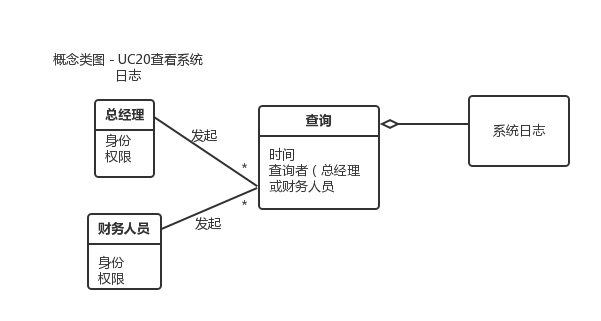 概念类图 - UC20查看系统
日志
总经理
身份
权限
发起
*
查询
时间
查询者（总经理
或财务人员
系统日志
*
发起
财务人员
身份
权限